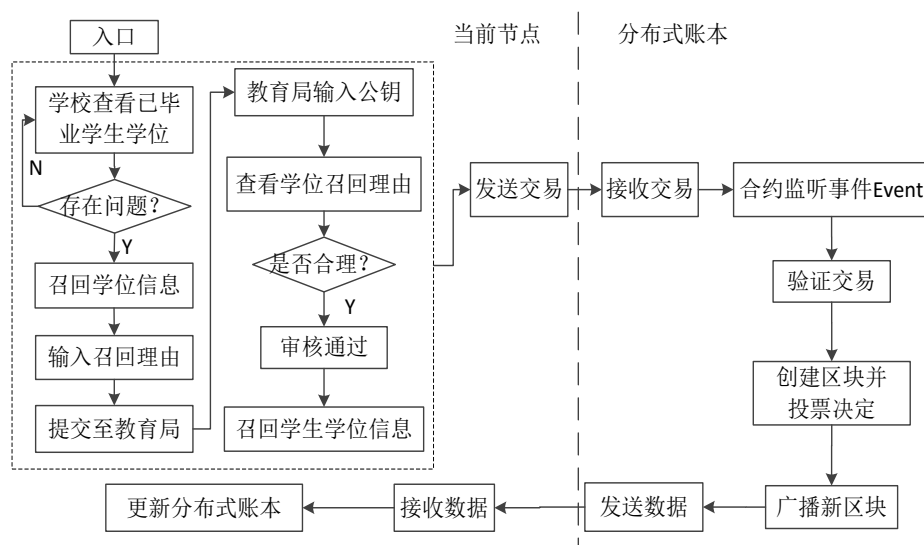 入口
当前节点
分布式账本
学校查看已毕
业学生学位
N
存在问题？
Y
召回学位信息
输入召回理由
提交至教育局
教育局输入公钥
查看学位召回理由
是否合理？
Y
审核通过
召回学生学位信息
发送交易
接收交易
合约监听事件Event
验证交易
创建区块并
投票决定
广播新区块
发送数据
接收数据
更新分布式账本